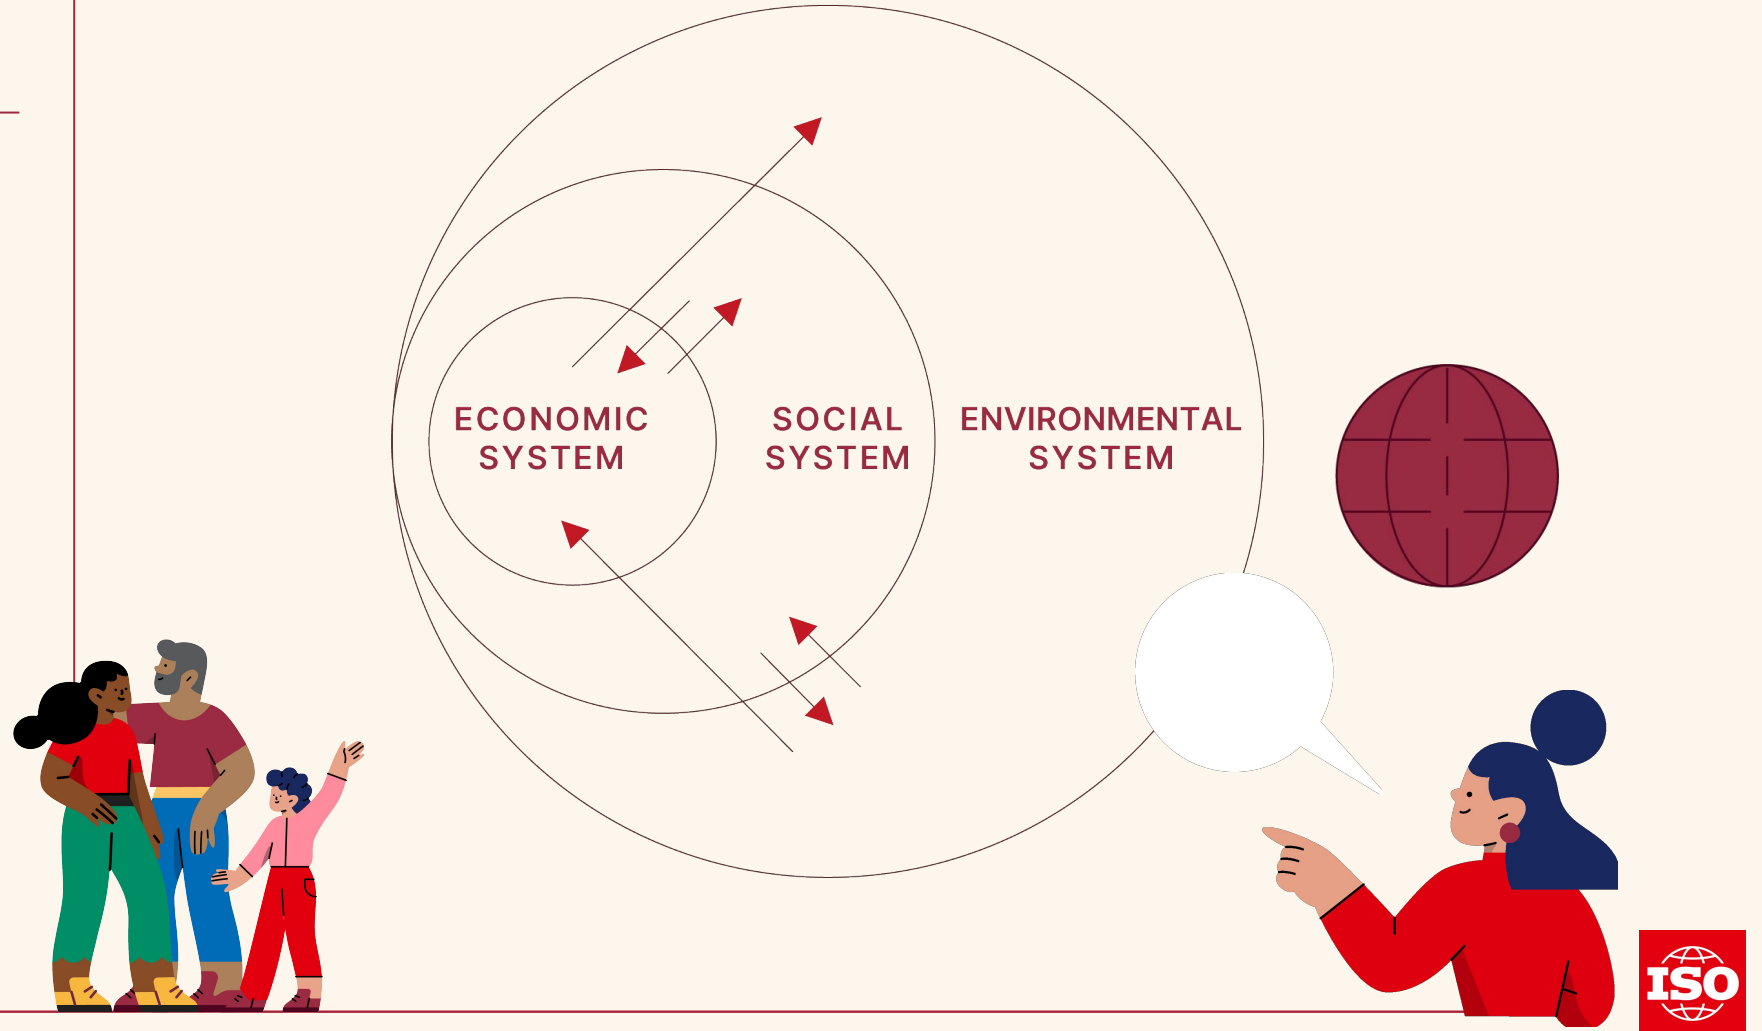 ECONOMIC
SYSTEM
SOCIAL
SYSTEM
ENVIRONMENTAL
SYSTEM
ISO